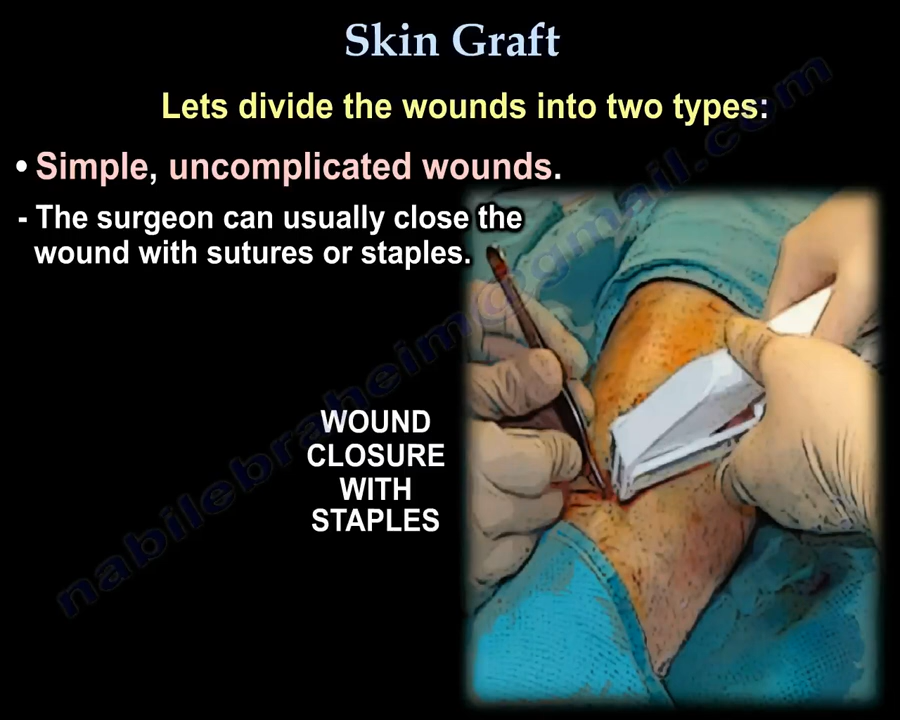 Skin Graft
Lets divide the wounds into two types:
• Simple, uncomplicated wounds.
- The surgeon can usually close the
wound with sutures or staples.
WOUND
CLOSURE
WITH
STAPLES
nabilebraheim@gmail.com